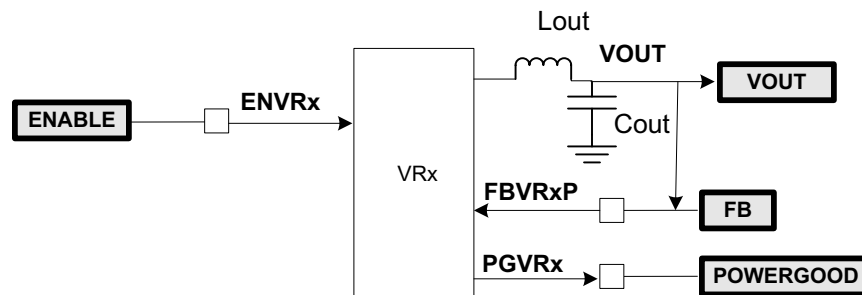 Lout
VOUT
VOUT
ENVRx
ENABLE
Cout
VRx
FBVRxP
FB
PGVRx
POWERGOOD